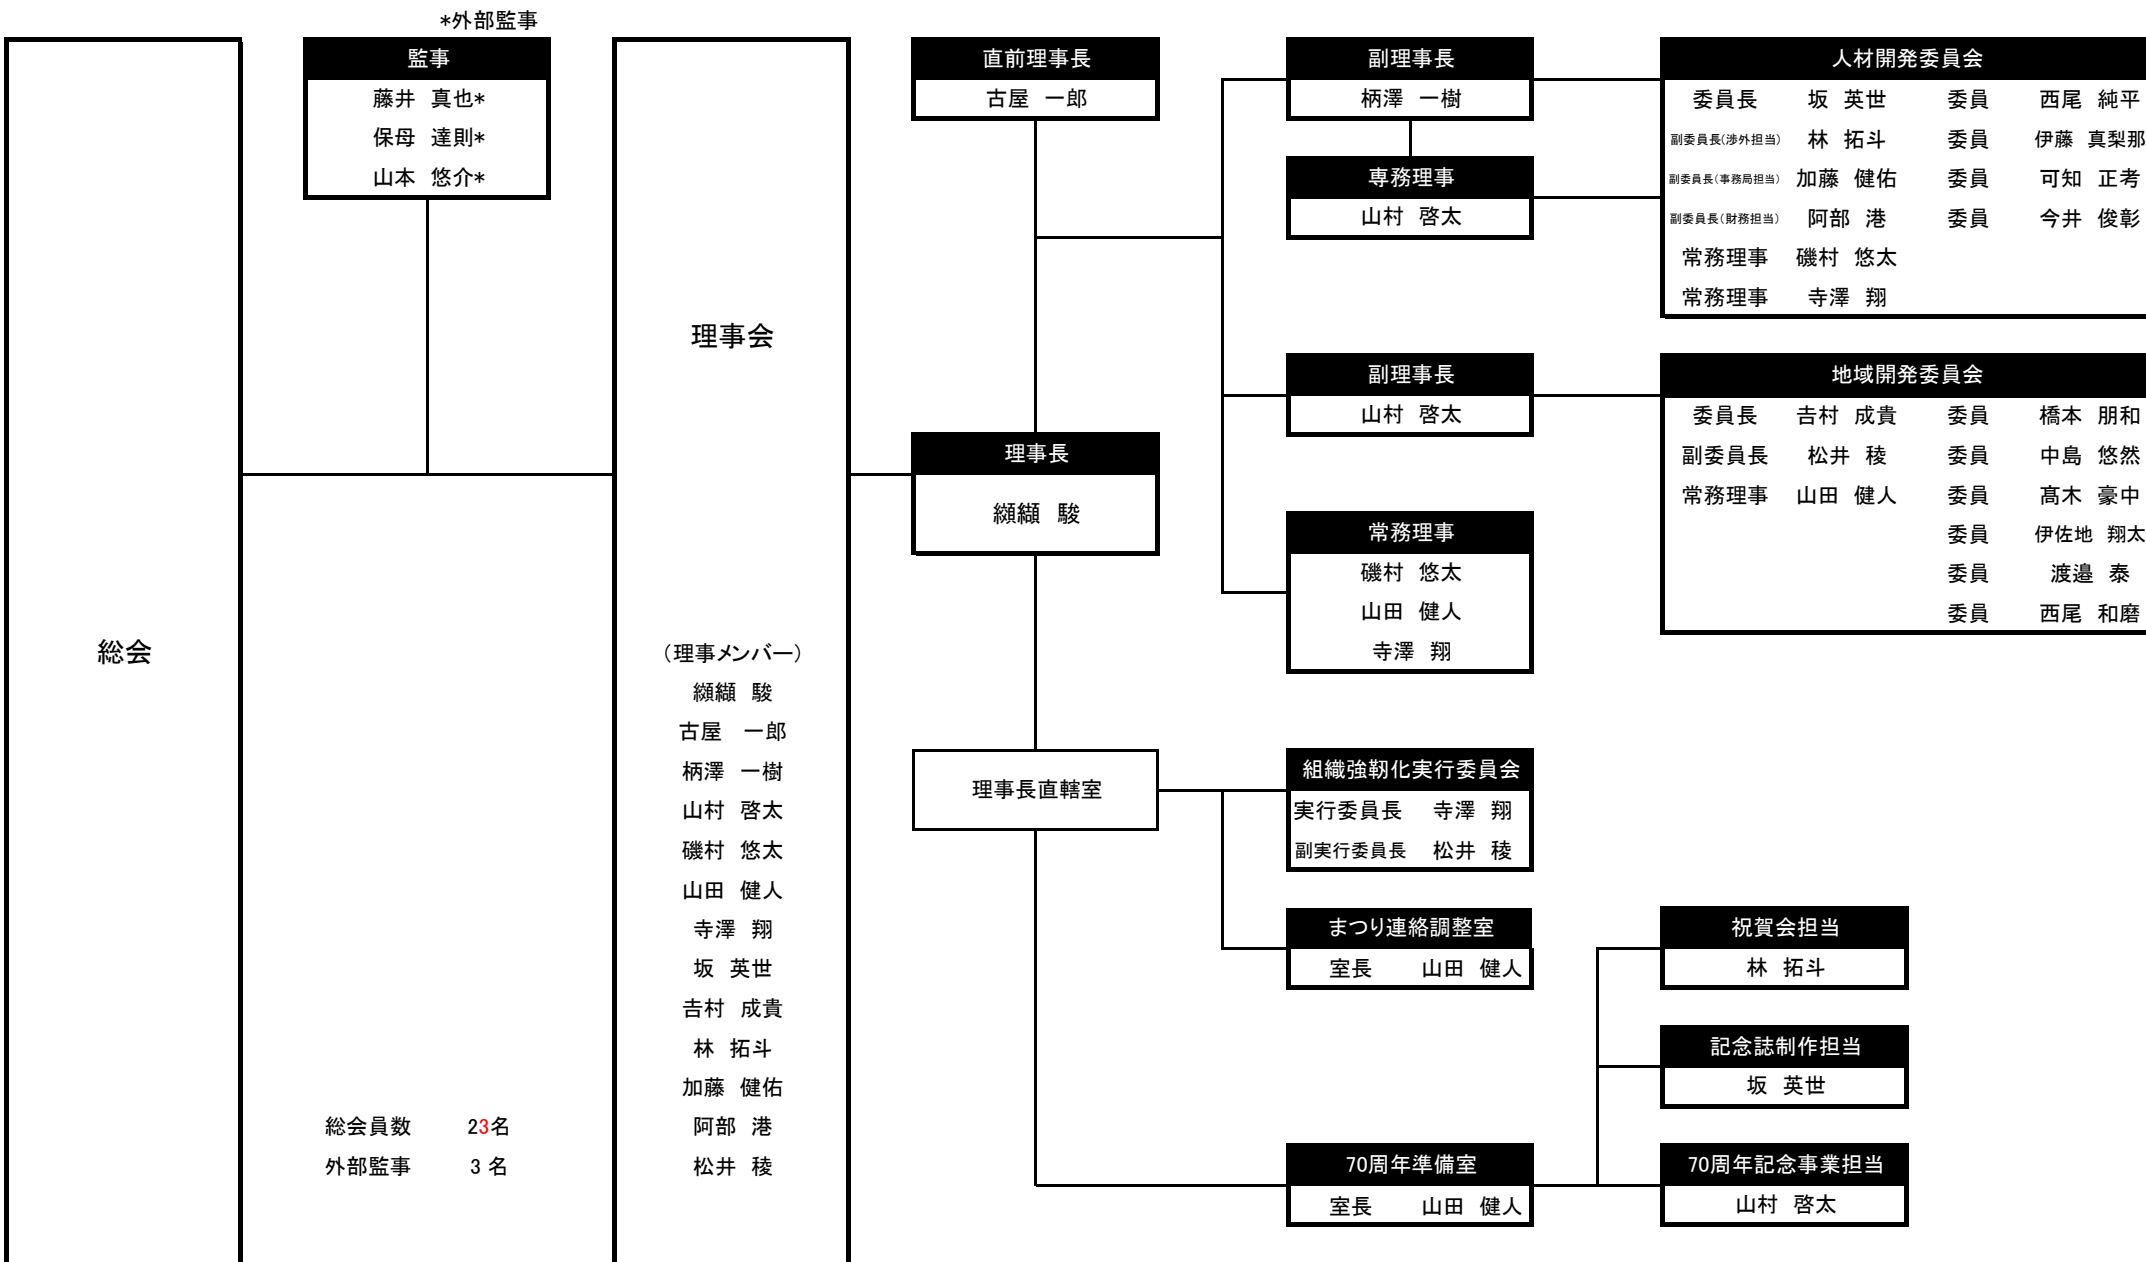 *外部監事
監事
藤井 真也*
保母 達則*
山本 悠介*
総会
総会員数 23名
外部監事 3 名
理事会
（理事メンバー）
纐纈 駿
古屋 一郎
柄澤 一樹
山村 啓太
磯村 悠太
山田 健人
寺澤 翔
坂 英世
𠮷村 成貴
林 拓斗
加藤 健佑
阿部 港
松井 稜
直前理事長
古屋 一郎
理事長
纐纈 駿
理事長直轄室
副理事長
柄澤 一樹
専務理事
山村 啓太
副理事長
山村 啓太
常務理事
磯村 悠太
山田 健人
寺澤 翔
組織強靭化実行委員会
実行委員長 寺澤 翔
副実行委員長 松井 稜
まつり連絡調整室
室長 山田 健人
70周年準備室
室長 山田 健人
人材開発委員会
委員長 坂 英世 委員 西尾 純平
副委員長(渉外担当) 林 拓斗 委員 伊藤 真梨那
副委員長(事務局担当) 加藤 健佑 委員 可知 正考
副委員長(財務担当) 阿部 港 委員 今井 俊彰
常務理事 磯村 悠太
常務理事 寺澤 翔
地域開発委員会
委員長 𠮷村 成貴 委員 橋本 朋和
副委員長 松井 稜 委員 中島 悠然
常務理事 山田 健人 委員 髙木 豪中
委員 伊佐地 翔太
委員 渡邉 泰
委員 西尾 和磨
祝賀会担当
林 拓斗
記念誌制作担当
坂 英世
70周年記念事業担当
山村 啓太